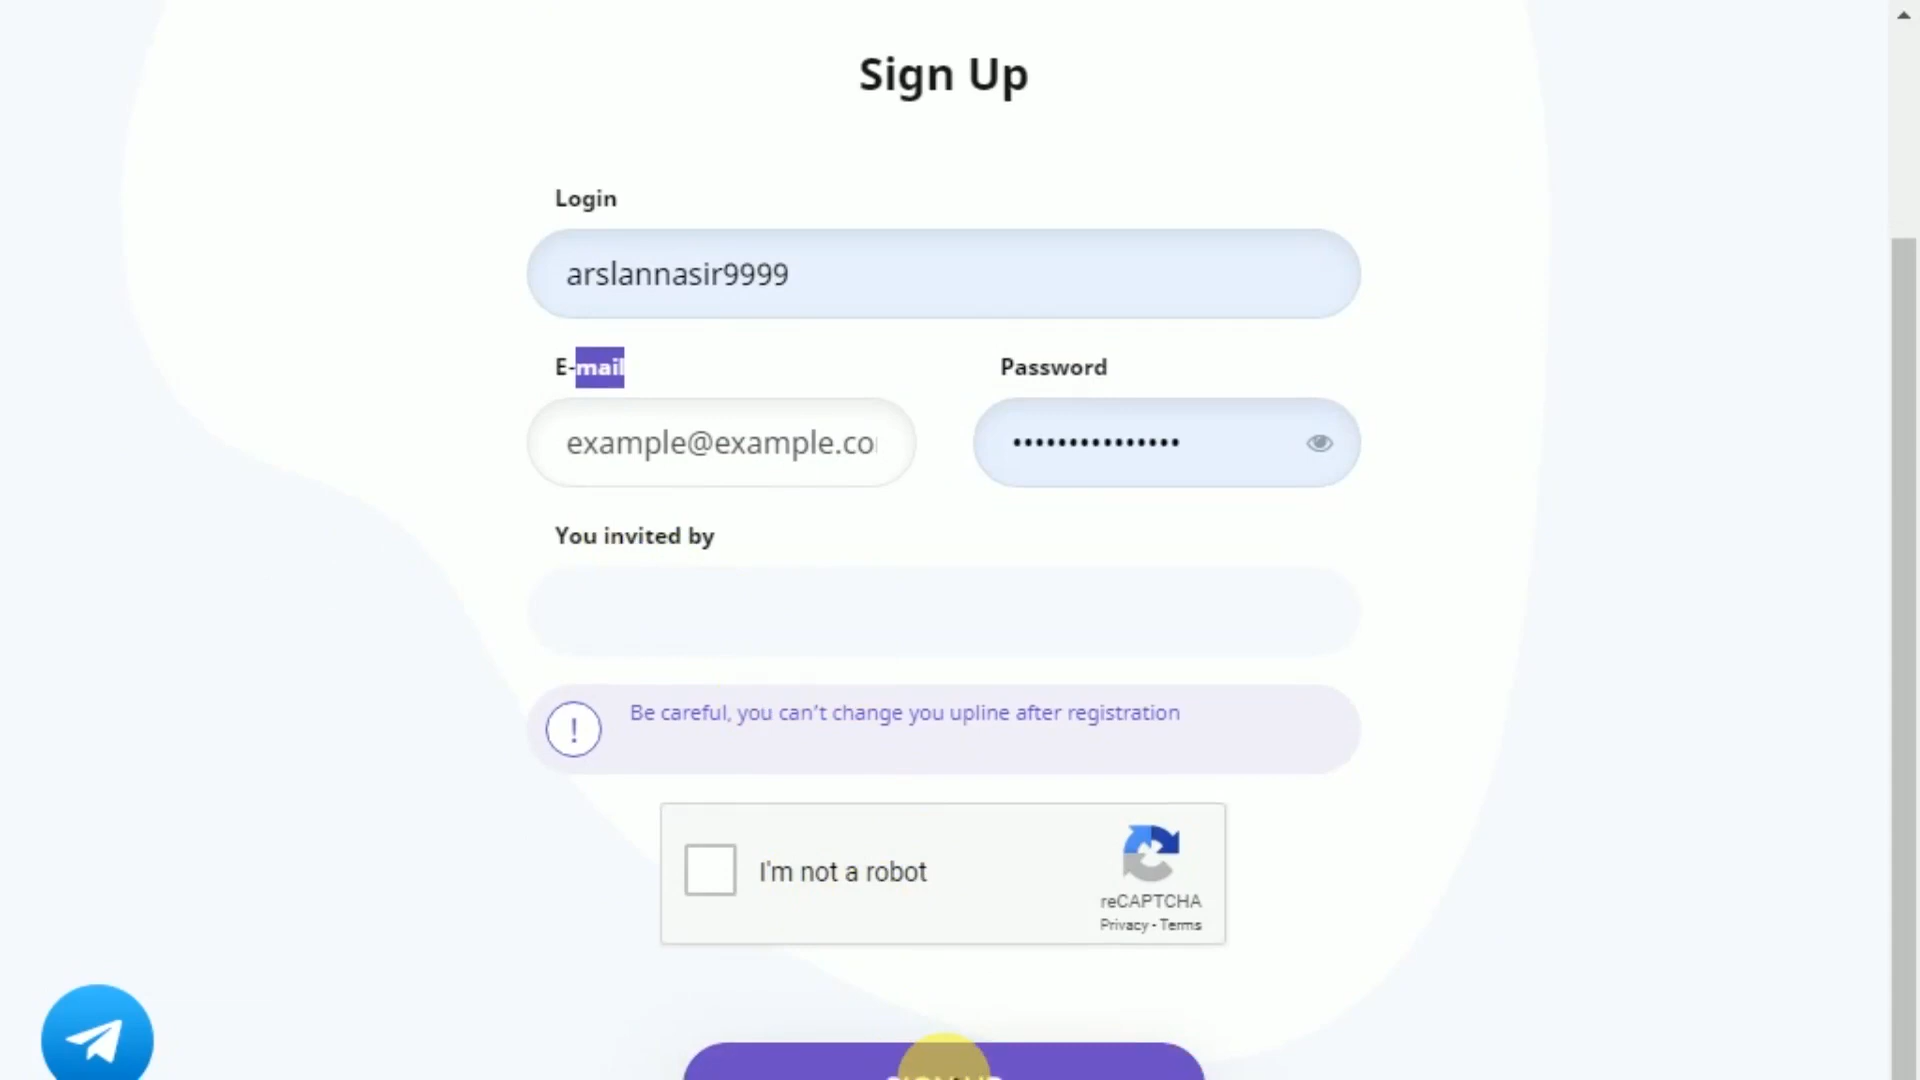 Sign Up
Login
arslannasir9999
E-mail
Password
example@example.co
•••••••••••••••
You invited by
! Be careful, you can't change you upline after registration
I'm not a robot
reCAPTCHA
Privacy - Terms